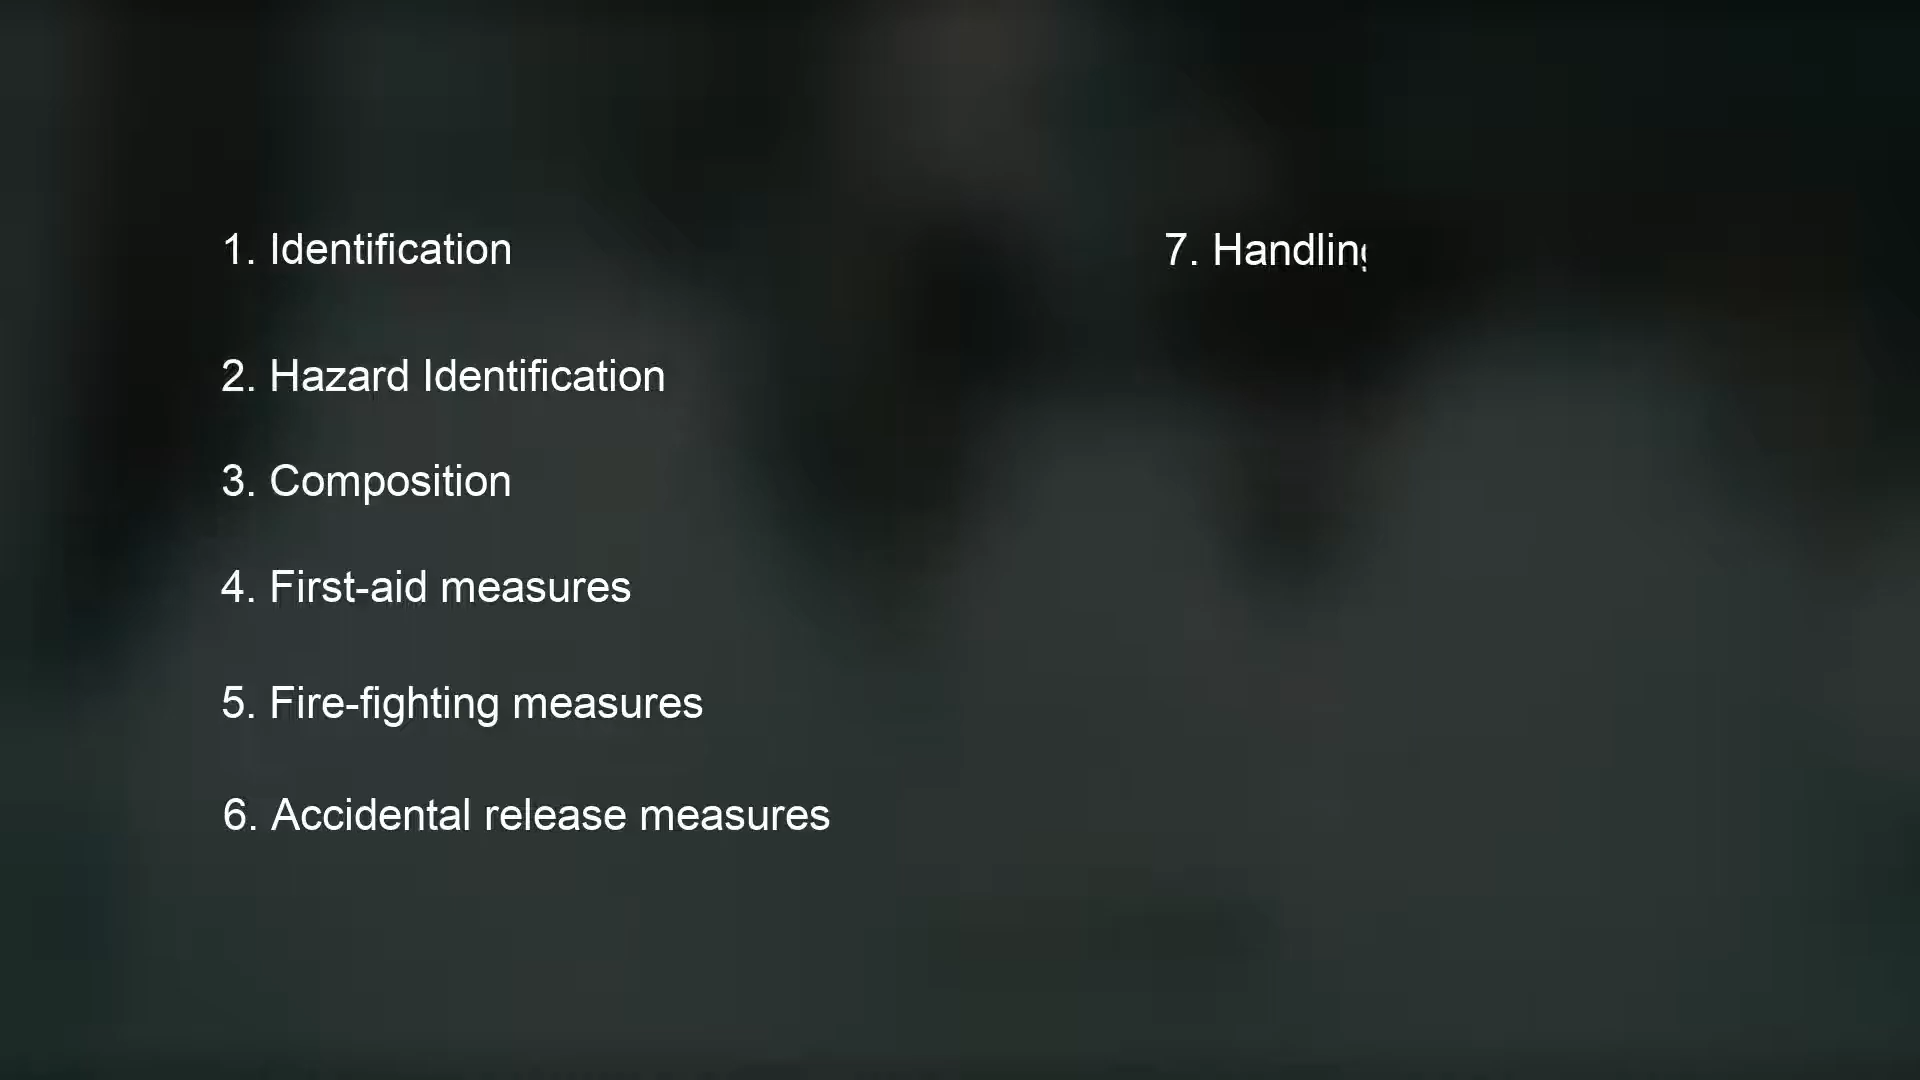 1. Identification
2. Hazard Identification
3. Composition
4. First-aid measures
5. Fire-fighting measures
6. Accidental release measures
7. Handling